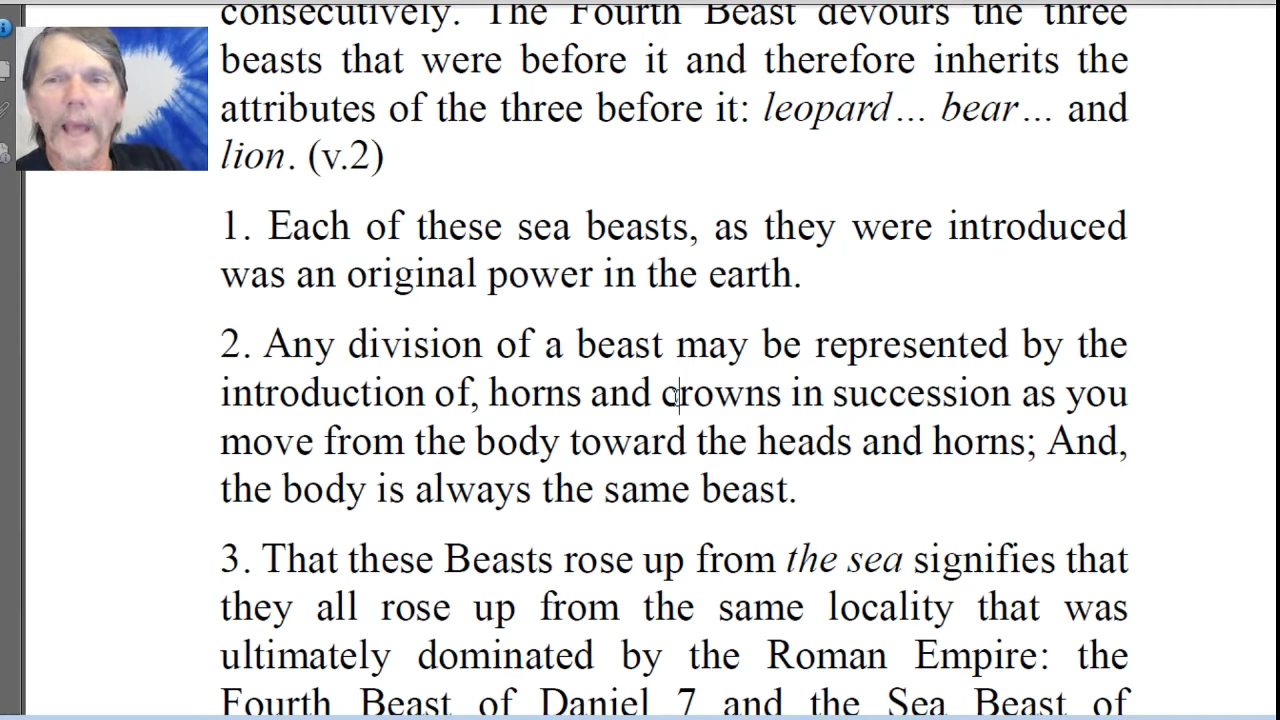 consecutively. The Fourth Beast devours the three
beasts that were before it and therefore inherits the
attributes of the three before it: leopard... bear... and
lion. (v.2)
1. Each of these sea beasts, as they were introduced
was an original power in the earth.
2. Any division of a beast may be represented by the
introduction of, horns and crowns in succession as you
move from the body toward the heads and horns; And,
the body is always the same beast.
3. That these Beasts rose up from the sea signifies that
they all rose up from the same locality that was
ultimately dominated by the Roman Empire: the
Fourth Beast of Daniel 7 and the Sea Beast of